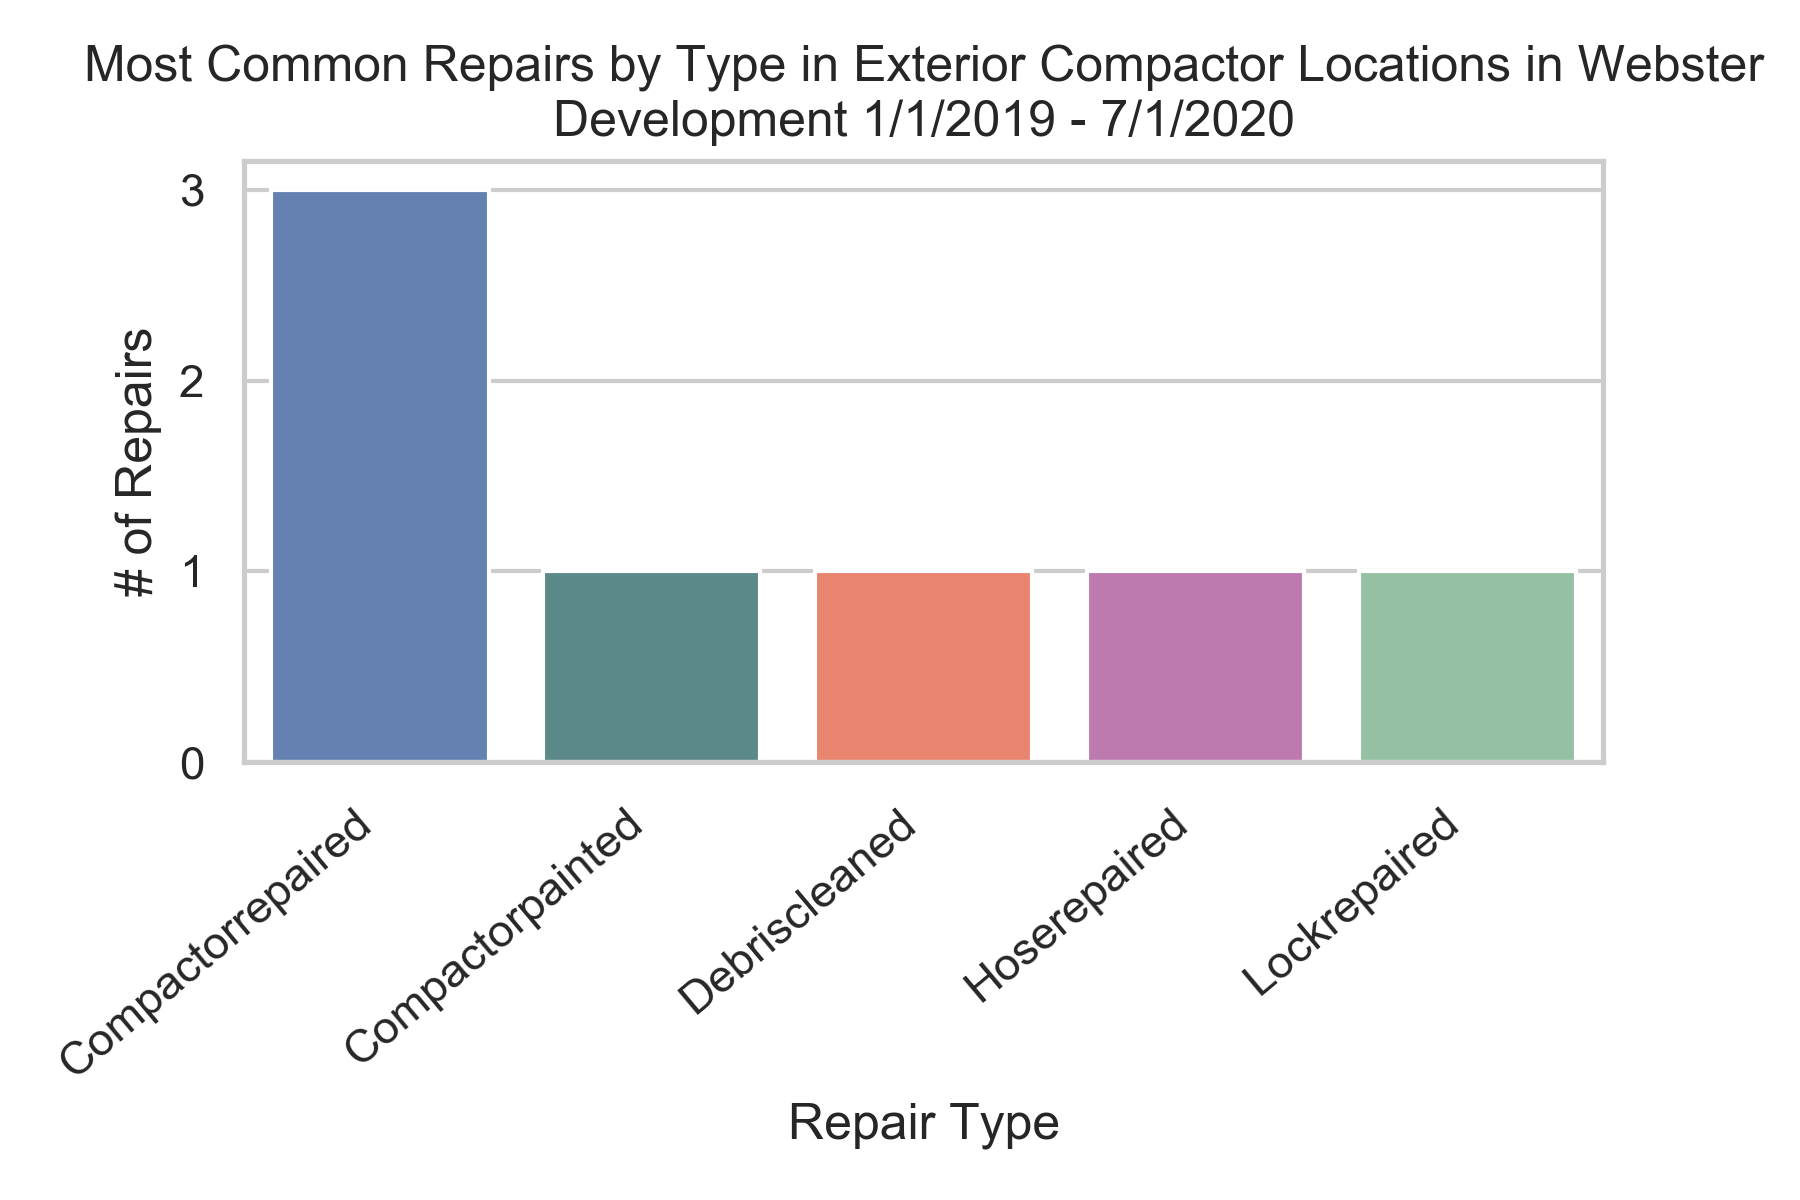 Most Common Repairs by Type in Exterior Compactor Locations in Webster
Development 1/1/2019 - 7/1/2020
# of Repairs
3
2
1
0
Compactorrepaired
Compactorpainted
Debriscleaned
Hoserepaired
Lockrepaired
Repair Type